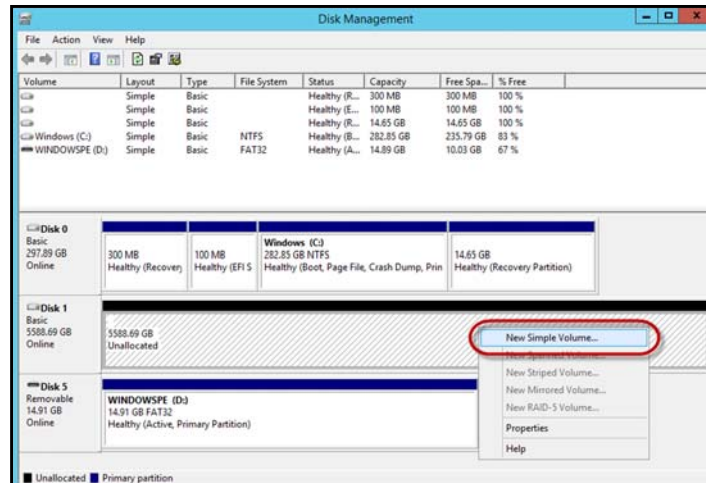 Disk Management
File Action View Help
Volume Layout Type File System Status Capacity Free Spa... % Free
Simple Basic Healthy (R... 300 MB 300 MB 100 %
Simple Basic Healthy (E... 100 MB 100 MB 100 %
Simple Basic Healthy (R... 14.65 GB 14.65 GB 100 %
Windows (C:) Simple Basic NTFS Healthy (B... 282.85 GB 235.79 GB 83 %
WINDOWSPE (D:) Simple Basic FAT32 Healthy (A... 14.89 GB 10.03 GB 67 %
Disk 0
Basic
297.89 GB
Online
300 MB
Healthy (Recovery
100 MB
Healthy (EFI S
Windows (C:)
282.85 GB NTFS
Healthy (Boot, Page File, Crash Dump, Prin
14.65 GB
Healthy (Recovery Partition)
Disk 1
Basic
5588.69 GB
Online
5588.69 GB
Unallocated
New Simple Volume...
New Spanned Volume...
New Striped Volume...
New Mirrored Volume...
New RAID-5 Volume...
Properties
Help
Disk 5
Removable
14.91 GB
Online
WINDOWSPE (D:)
14.91 GB FAT32
Healthy (Active, Primary Partition)
Unallocated Primary partition